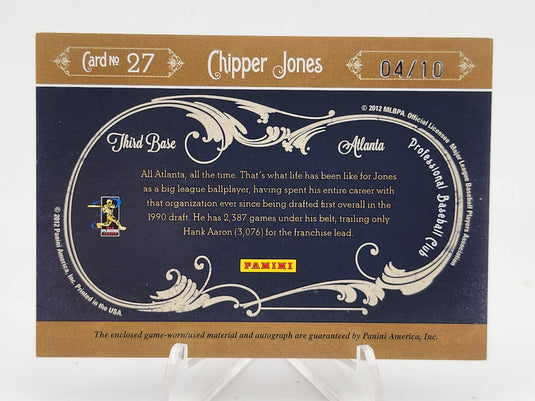 Card No 27
Chipper Jones
04/10
Third Base
Atlanta
Professional Baseball Club
© 2012 MLBPA, Official Licensee, Major League Baseball Players Association
All Atlanta, all the time. That's what life has been like for Jones
as a big league ballplayer, having spent his entire career with
that organization ever since being drafted first overall in the
1990 draft. He has 2,387 games under his belt, trailing only
Hank Aaron (3,076) for the franchise lead.
PANINI
© 2012 Panini America, Inc. Printed in the USA.
The enclosed game-worn/used material and autograph are guaranteed by Panini America, Inc.